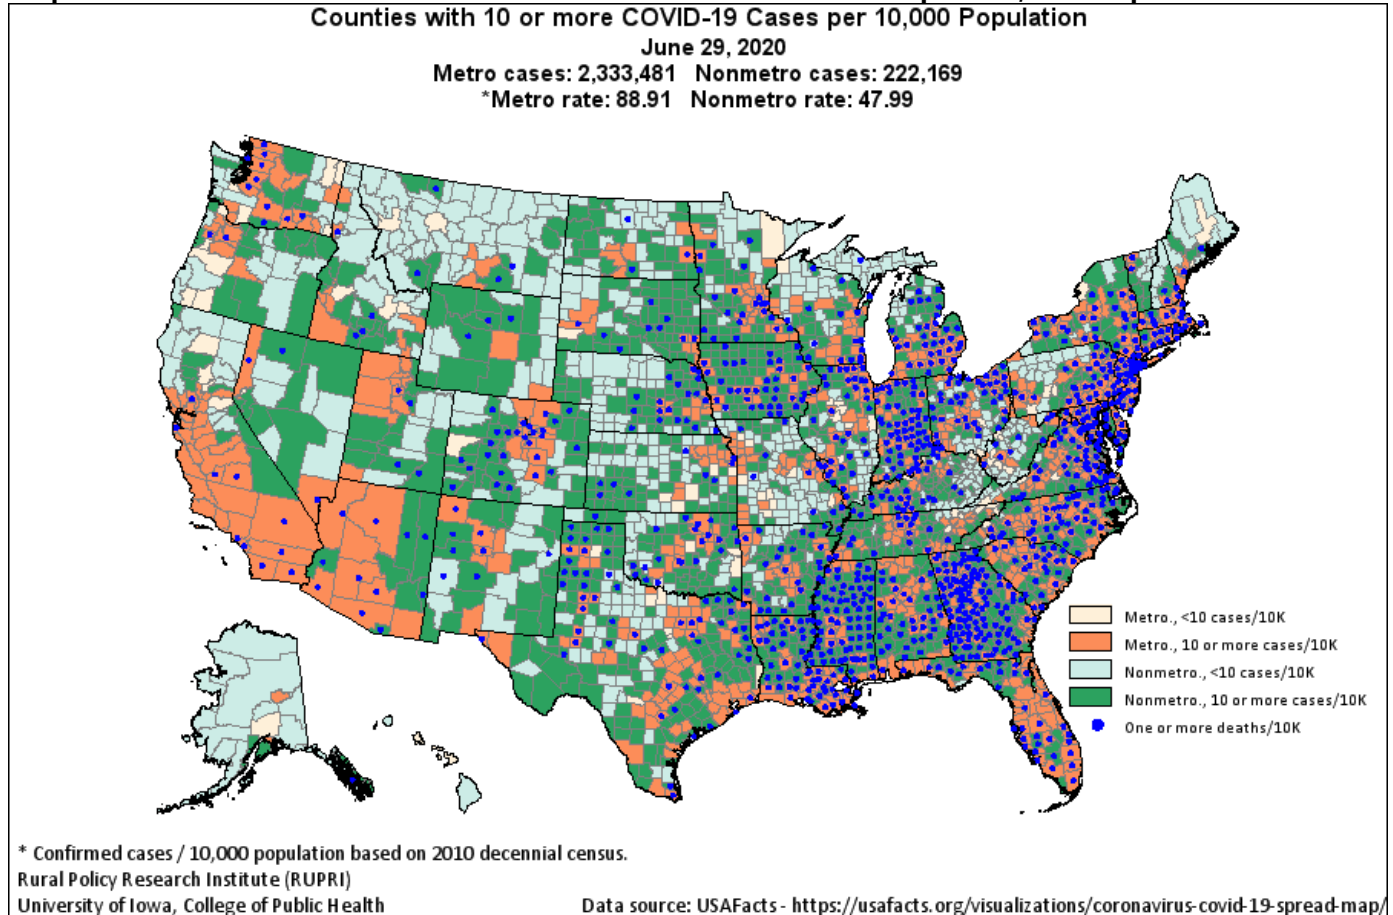 Counties with 10 or more COVID-19 Cases per 10,000 Population
June 29, 2020
Metro cases: 2,333,481 Nonmetro cases: 222,169
*Metro rate: 88.91 Nonmetro rate: 47.99
Metro., <10 cases/10K
Metro., 10 or more cases/10K
Nonmetro., <10 cases/10K
Nonmetro., 10 or more cases/10K
One or more deaths/10K
* Confirmed cases / 10,000 population based on 2010 decennial census.
Rural Policy Research Institute (RUPRI)
University of Iowa, College of Public Health
Data source: USAFacts - https://usafacts.org/visualizations/coronavirus-covid-19-spread-map/